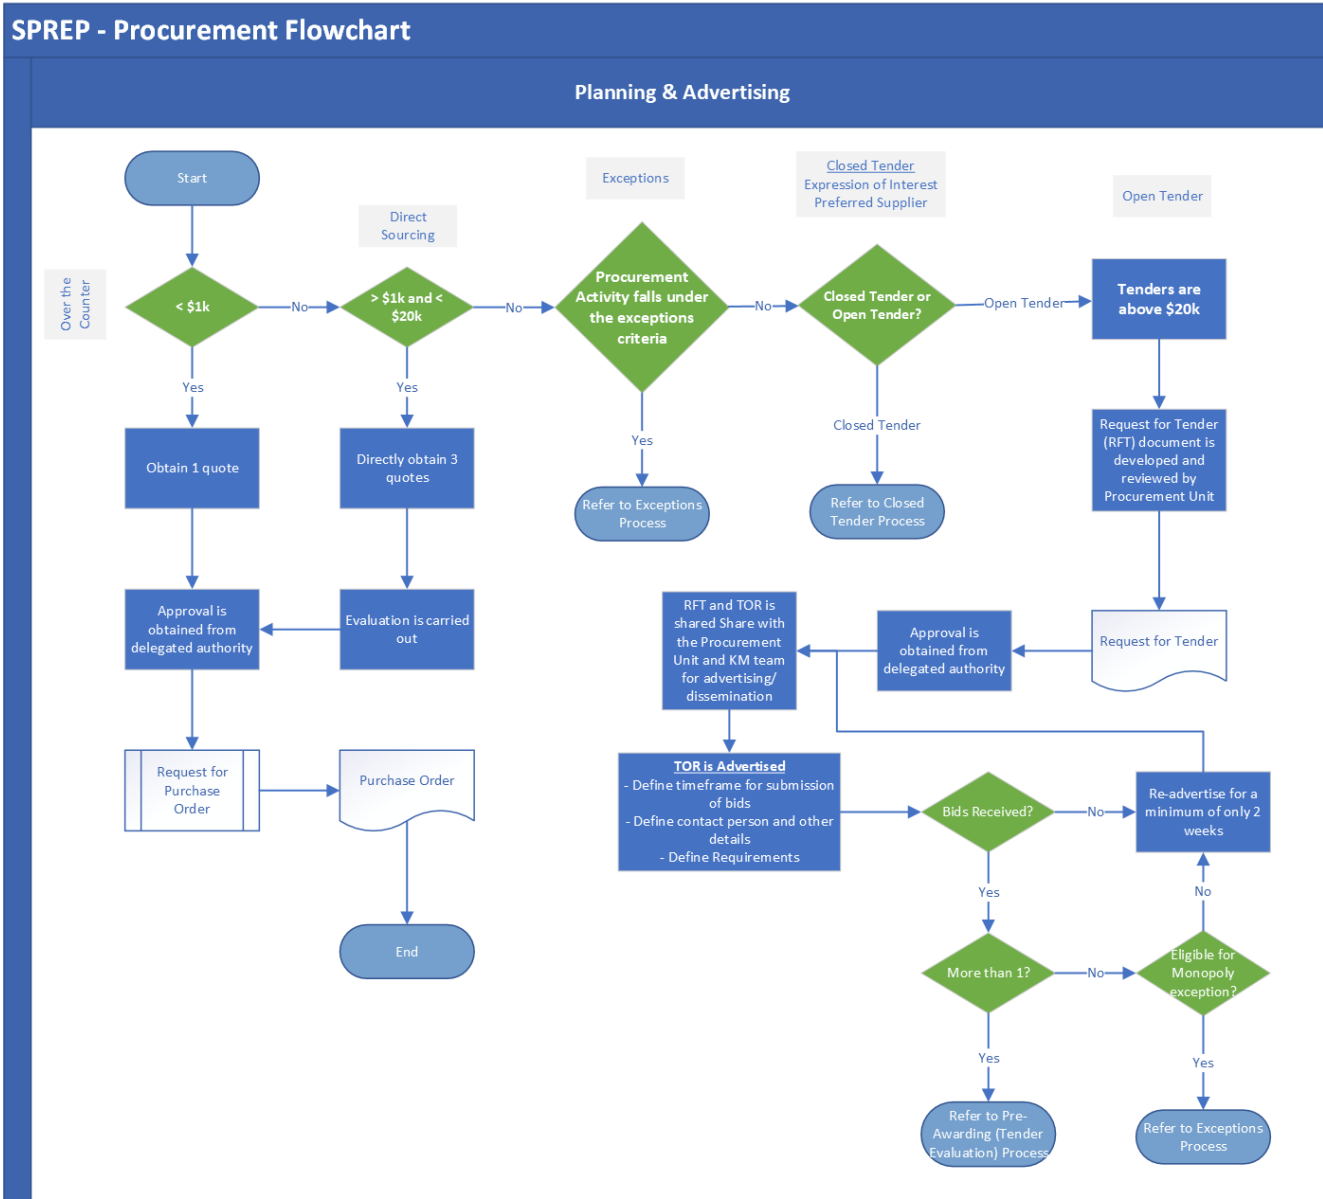 SPREP - Procurement Flowchart
Planning & Advertising
Start
Exceptions
Closed Tender
Expression of Interest
Preferred Supplier
Open Tender
Direct
Sourcing
Over the
Counter
< $1k
No
> $1k and <
$20k
No
Procurement
Activity falls under
the exceptions
criteria
No
Closed Tender or
Open Tender?
Open Tender
Tenders are
above $20k
Yes
Yes
Yes
Closed Tender
Obtain 1 quote
Directly obtain 3
quotes
Refer to Exceptions
Process
Refer to Closed
Tender Process
Request for Tender
(RFT) document is
developed and
reviewed by
Procurement Unit
Approval is
obtained from
delegated authority
Evaluation is carried
out
RFT and TOR is
shared Share with
the Procurement
Unit and KM team
for advertising/
dissemination
Approval is
obtained from
delegated authority
Request for Tender
Request for
Purchase
Order
Purchase Order
TOR is Advertised
- Define timeframe for submission
of bids
- Define contact person and other
details
- Define Requirements
Bids Received?
No
Re-advertise for a
minimum of only 2
weeks
Yes
No
End
More than 1?
No
Eligible for
Monopoly
exception?
Yes
Yes
Refer to Pre-
Awarding (Tender
Evaluation) Process
Refer to Exceptions
Process